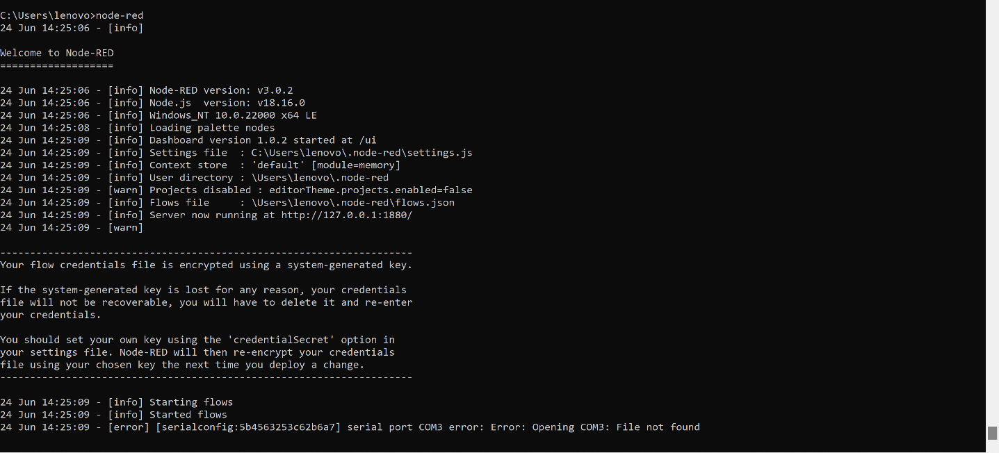 C:\Users\lenovo>node-red
24 Jun 14:25:06 - [info]
Welcome to Node-RED
===================
24 Jun 14:25:06 - [info] Node-RED version: v3.0.2
24 Jun 14:25:06 - [info] Node.js  version: v18.16.0
24 Jun 14:25:06 - [info] Windows_NT 10.0.22000 x64 LE
24 Jun 14:25:08 - [info] Loading palette nodes
24 Jun 14:25:09 - [info] Dashboard version 1.0.2 started at /ui
24 Jun 14:25:09 - [info] Settings file  : C:\Users\lenovo\.node-red\settings.js
24 Jun 14:25:09 - [info] Context store  : 'default' [module=memory]
24 Jun 14:25:09 - [info] User directory : \Users\lenovo\.node-red
24 Jun 14:25:09 - [warn] Projects disabled : editorTheme.projects.enabled=false
24 Jun 14:25:09 - [info] Flows file     : \Users\lenovo\.node-red\flows.json
24 Jun 14:25:09 - [info] Server now running at http://127.0.0.1:1880/
24 Jun 14:25:09 - [warn]
---------------------------------------------------------------------
Your flow credentials file is encrypted using a system-generated key.
If the system-generated key is lost for any reason, your credentials
file will not be recoverable, you will have to delete it and re-enter
your credentials.
You should set your own key using the 'credentialSecret' option in
your settings file. Node-RED will then re-encrypt your credentials
file using your chosen key the next time you deploy a change.
---------------------------------------------------------------------
24 Jun 14:25:09 - [info] Starting flows
24 Jun 14:25:09 - [info] Started flows
24 Jun 14:25:09 - [error] [serialconfig:5b4563253c62b6a7] serial port COM3 error: Error: Opening COM3: File not found